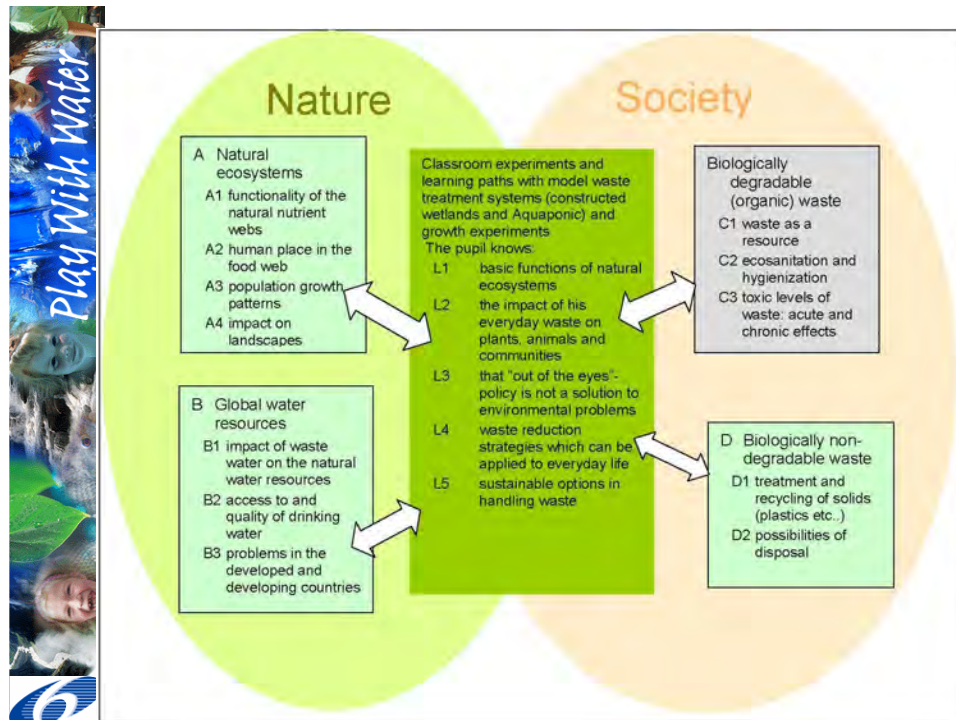 Play With Water
Nature
Society
A Natural
ecosystems
A1 functionality of the
natural nutrient
webs
A2 human place in the
food web
A3 population growth
patterns
A4 impact on
landscapes
B Global water
resources
B1 impact of waste
water on the natural
water resources
B2 access to and
quality of drinking
water
B3 problems in the
developed and
developing countries
Classroom experiments and
learning paths with model waste
treatment systems (constructed
wetlands and Aquaponic) and
growth experiments
The pupil knows:
L1 basic functions of natural
ecosystems
L2 the impact of his
everyday waste on
plants, animals and
communities
L3 that "out of the eyes"-
policy is not a solution to
environmental problems
L4 waste reduction
strategies which can be
applied to everyday life
L5 sustainable options in
handling waste
Biologically
degradable
(organic) waste
C1 waste as a
resource
C2 ecosanitation and
hygienization
C3 toxic levels of
waste: acute and
chronic effects
D Biologically non-
degradable waste
D1 treatment and
recycling of solids
(plastics etc..)
D2 possibilities of
disposal
6